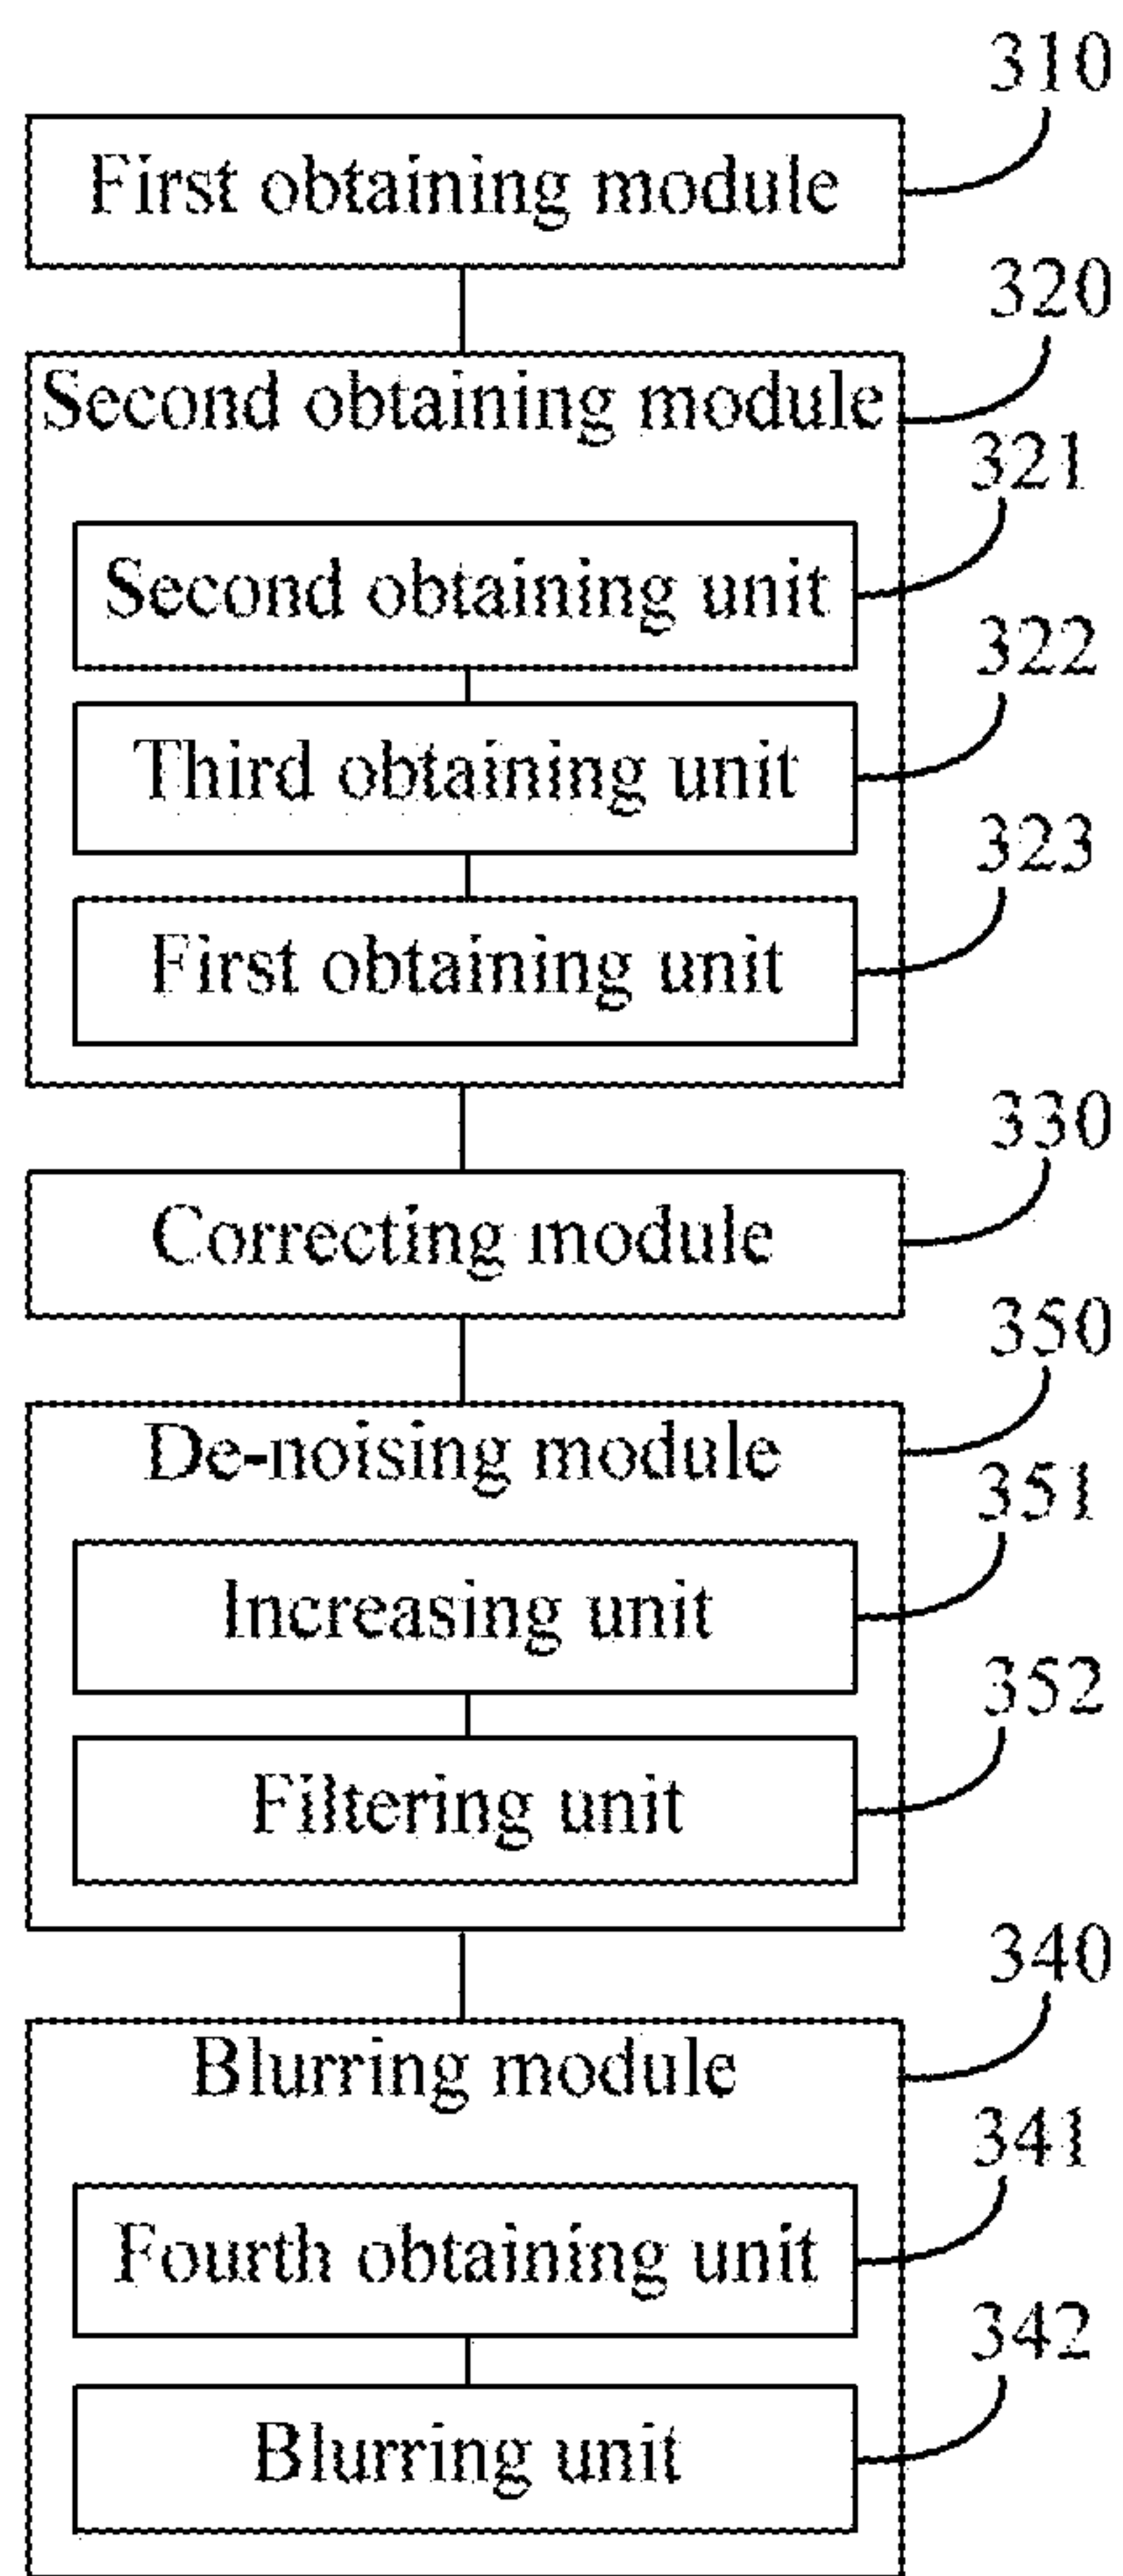 310
First obtaining module
320
Second obtaining module
321
Second obtaining unit
322
Third obtaining unit
323
First obtaining unit
330
Correcting module
350
De-noising module
351
Increasing unit
352
Filtering unit
340
Blurring module
341
Fourth obtaining unit
342
Blurring unit